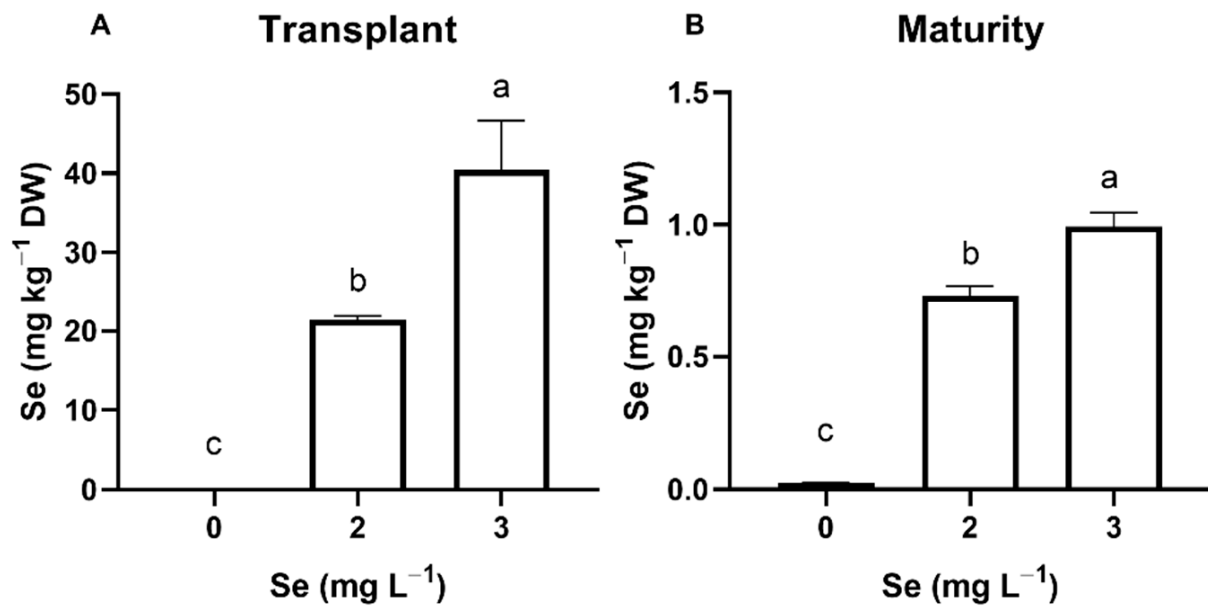 A Transplant
Se (mg kg⁻¹ DW)
50
40
30
20
10
0
c
b
a
0 2 3
Se (mg L⁻¹)
B Maturity
Se (mg kg⁻¹ DW)
1.5
1.0
0.5
0.0
c
b
a
0 2 3
Se (mg L⁻¹)